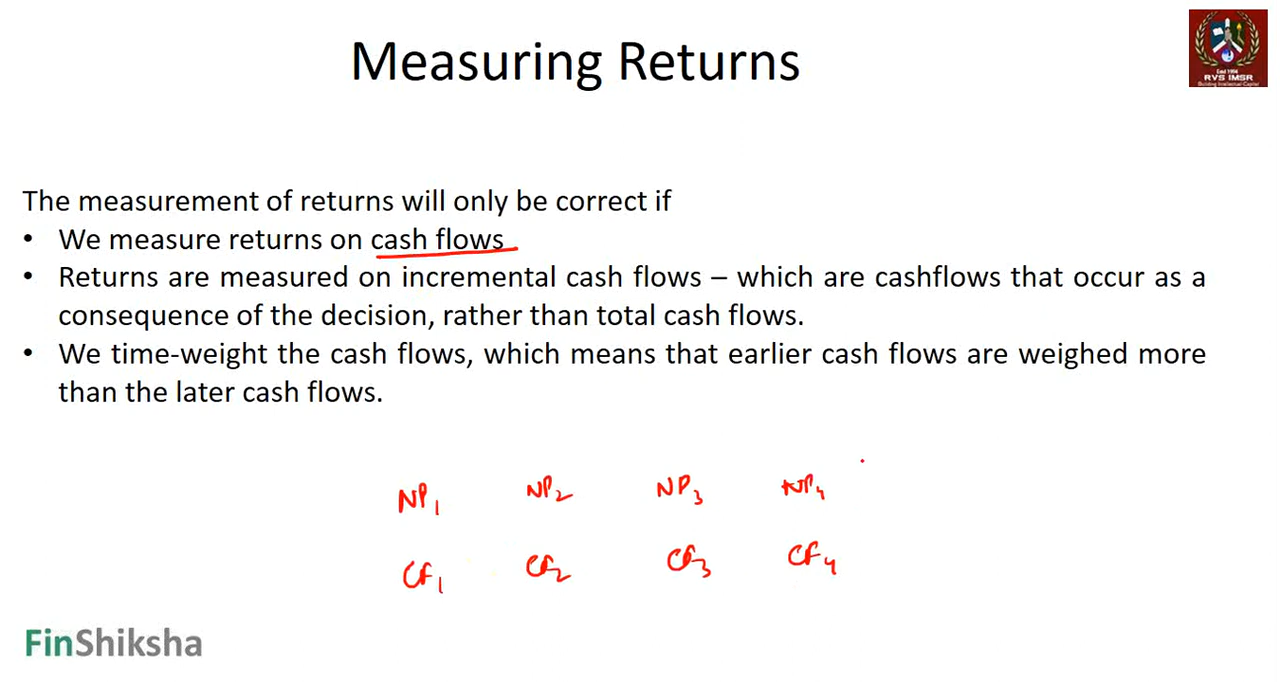 Measuring Returns
Estd 1956
RVS IMSR
Building Intellectual Capital
The measurement of returns will only be correct if
• We measure returns on cash flows
• Returns are measured on incremental cash flows – which are cashflows that occur as a
consequence of the decision, rather than total cash flows.
• We time-weight the cash flows, which means that earlier cash flows are weighed more
than the later cash flows.
NP1 NP2 NP3 NP4
CF1 CF2 CF3 CF4
FinShiksha